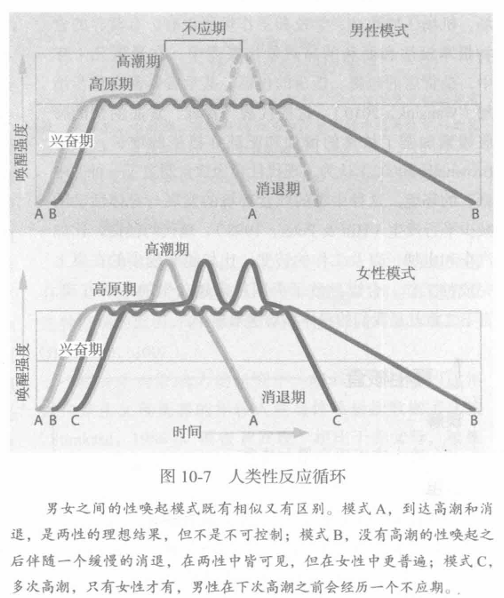 不应期
男性模式
高潮期
高原期
兴奋期
唤醒强度
消退期
A B A B
高潮期
女性模式
高原期
兴奋期
唤醒强度
消退期
A B C A C B
时间
图 10-7 人类性反应循环
男女之间的性唤起模式既有相似又有区别。模式 A，到达高潮和消
退，是两性的理想结果，但不是不可控制；模式 B，没有高潮的性唤起之
后伴随一个缓慢的消退，在两性中皆可见，但在女性中更普遍；模式 C，
多次高潮，只有女性才有，男性在下次高潮之前会经历一个不应期。